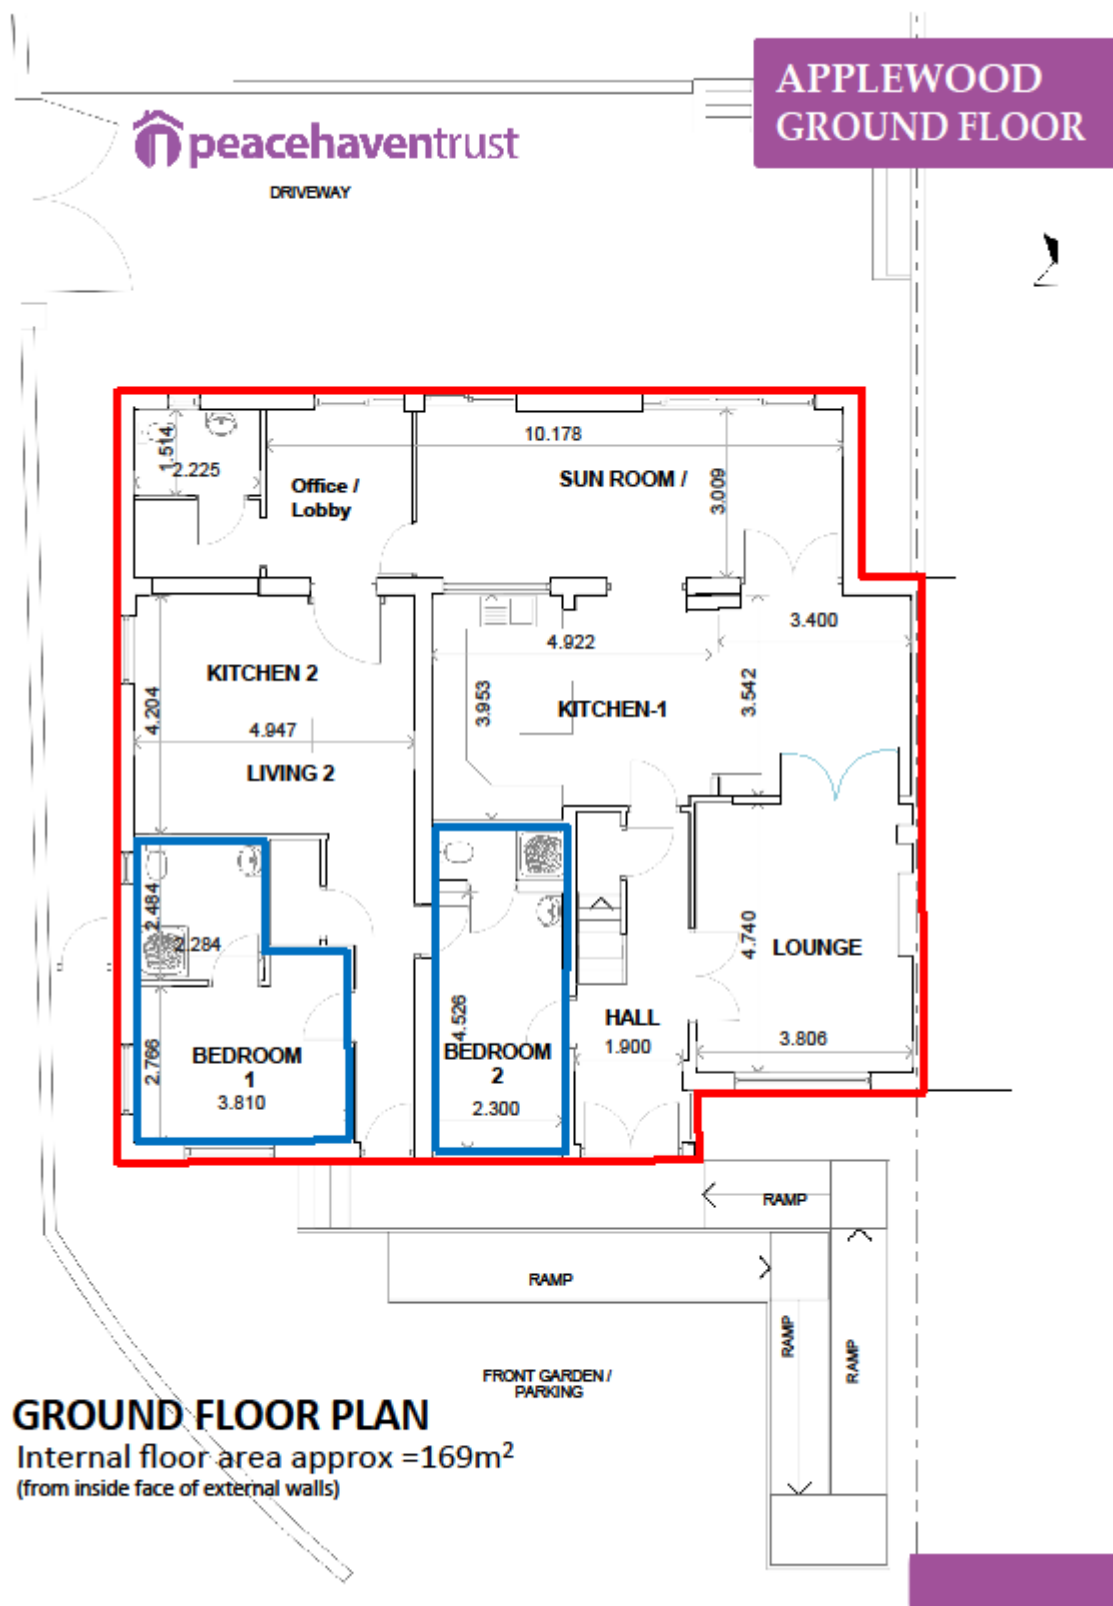 APPLEWOOD
GROUND FLOOR
peacehaventrust
DRIVEWAY
10.178
1.514
2.225
SUN ROOM /
3.009
Office /
Lobby
3.400
4.922
KITCHEN 2
3.542
4.204
3.953
KITCHEN-1
4.947
LIVING 2
2.484
2.284
4.740
LOUNGE
4.526
HALL
3.806
1.900
2.766
BEDROOM
1
3.810
BEDROOM
2
2.300
RAMP
RAMP
RAMP
RAMP
FRONT GARDEN /
PARKING
GROUND FLOOR PLAN
Internal floor area approx =169m²
(from inside face of external walls)